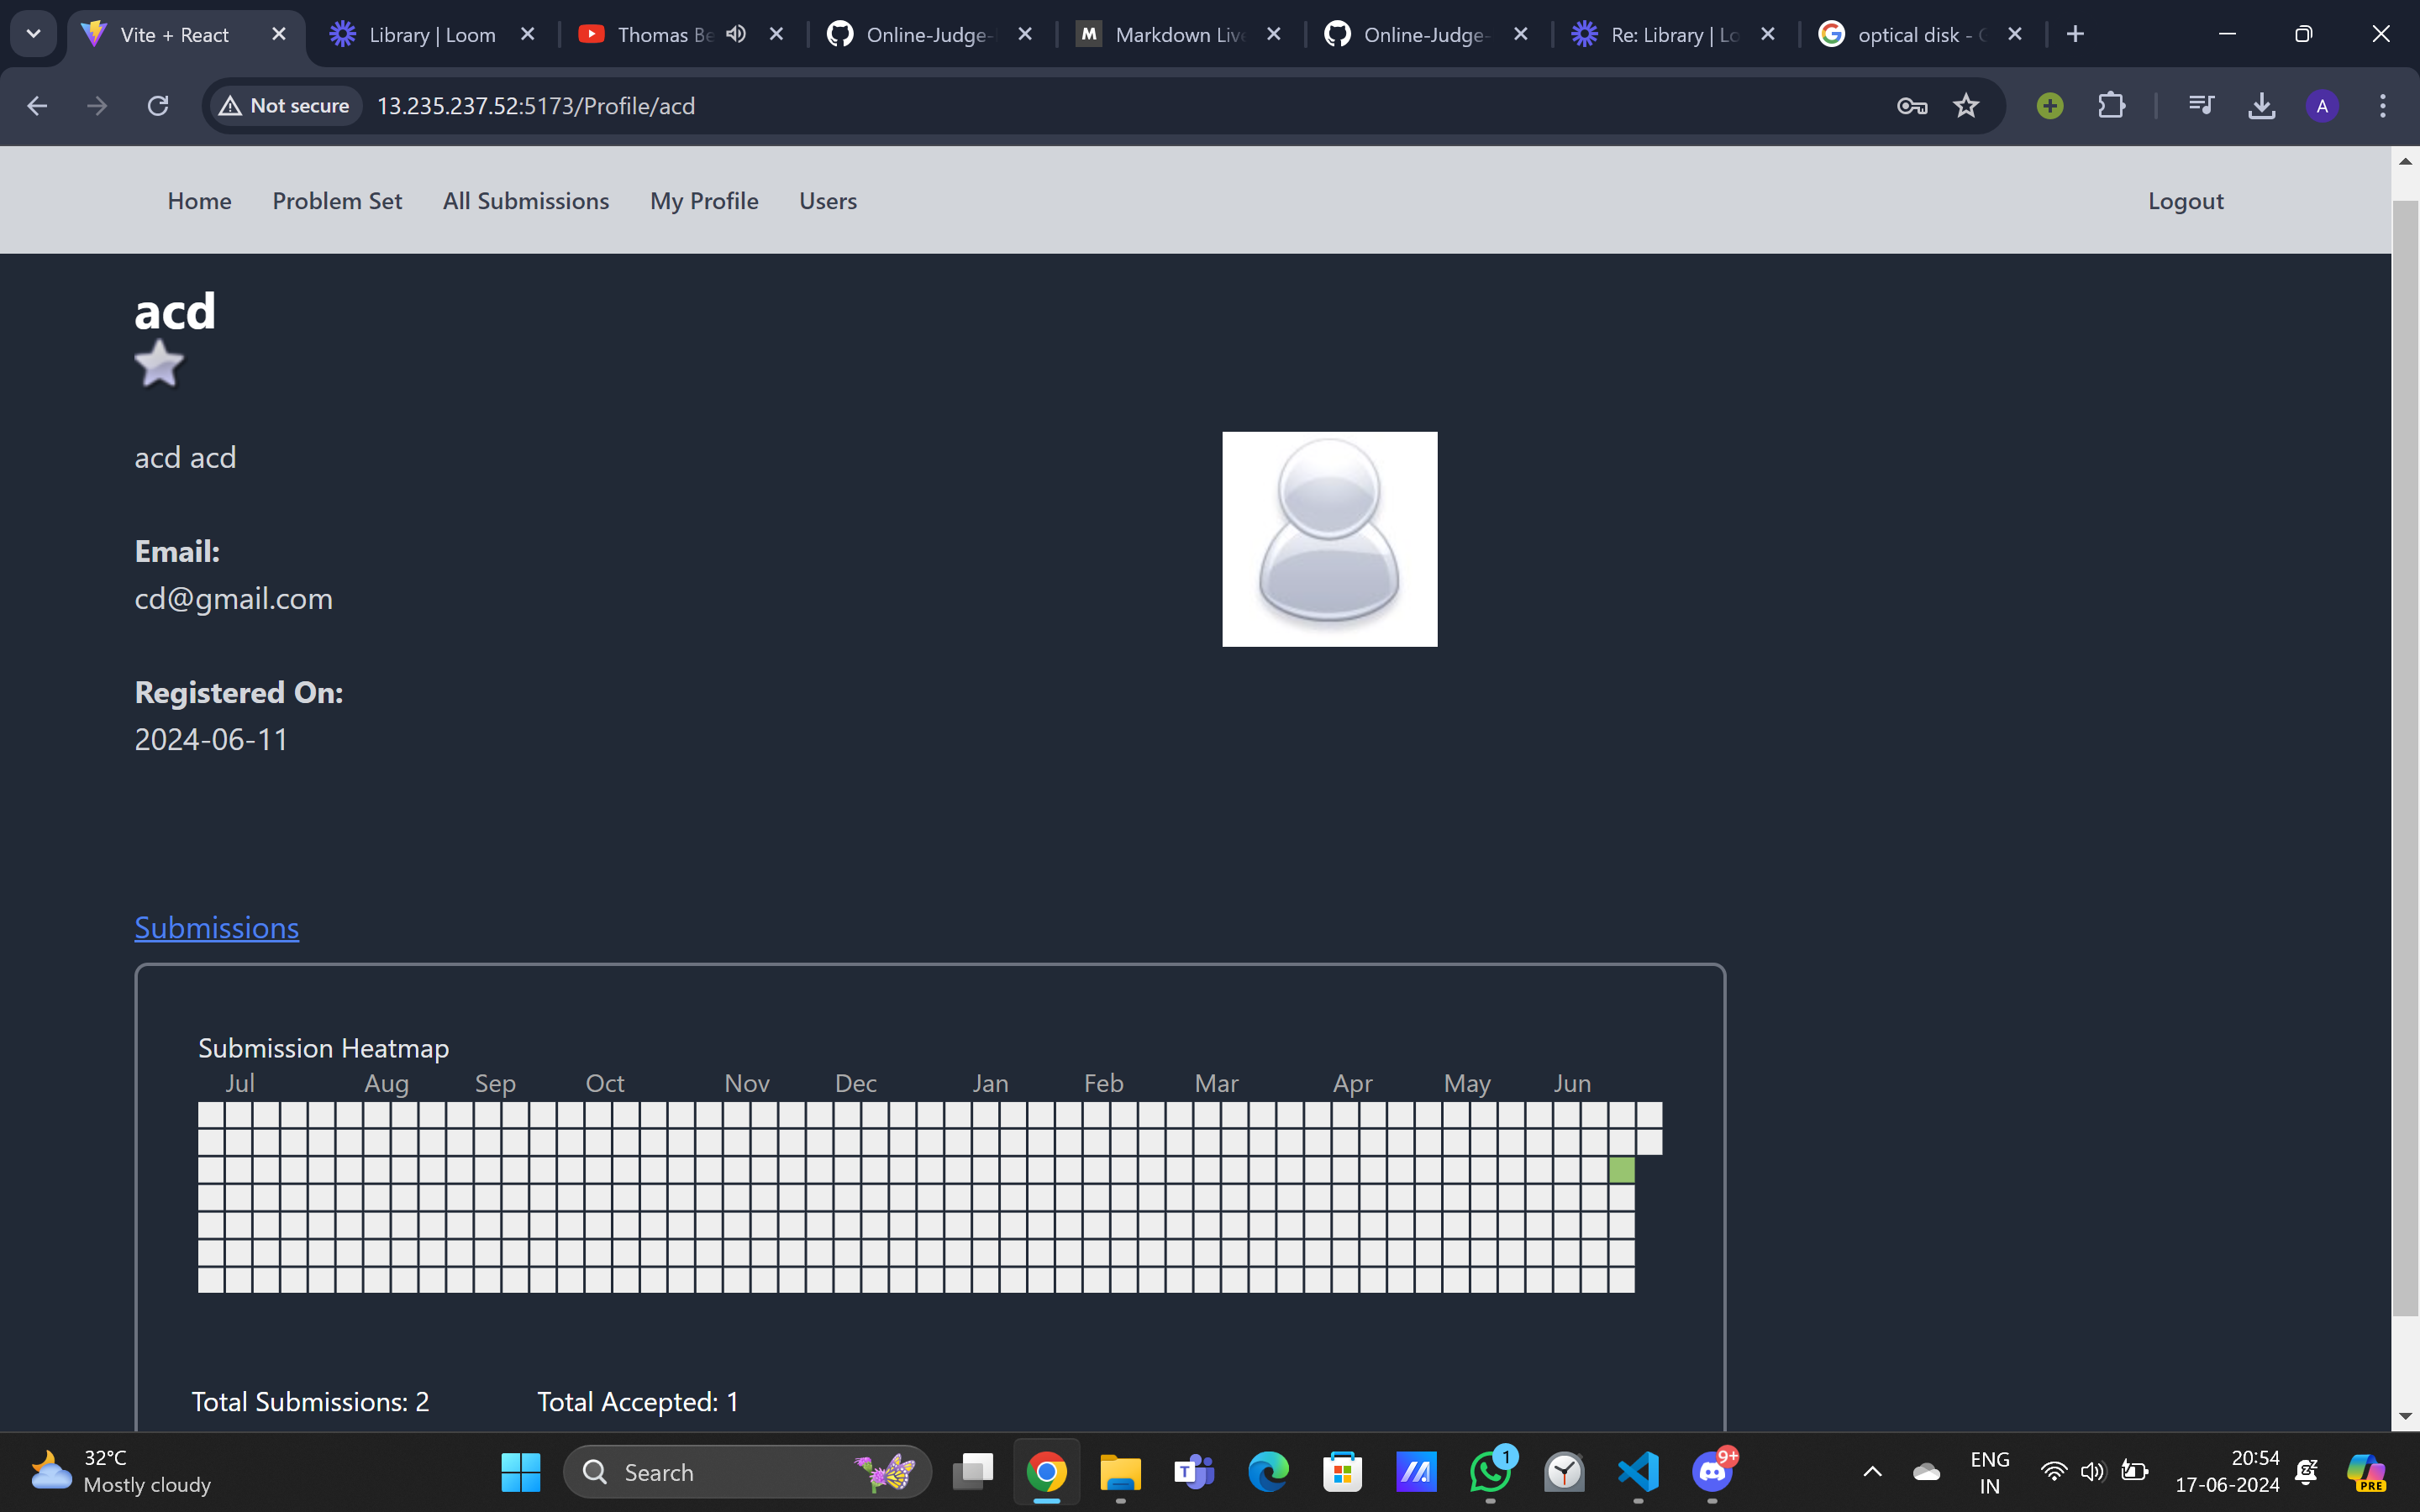 Vite + React
Library | Loom
Thomas Be
Online-Judge-
Markdown Live
Online-Judge-
Re: Library | Lo
optical disk -
Not secure
13.235.237.52:5173/Profile/acd
A
Home
Problem Set
All Submissions
My Profile
Users
Logout
acd
acd acd
Email:
cd@gmail.com
Registered On:
2024-06-11
Submissions
Submission Heatmap
Jul Aug Sep Oct Nov Dec Jan Feb Mar Apr May Jun
Total Submissions: 2
Total Accepted: 1
32°C
Mostly cloudy
Search
1
9+
ENG
IN
20:54
17-06-2024
PRE